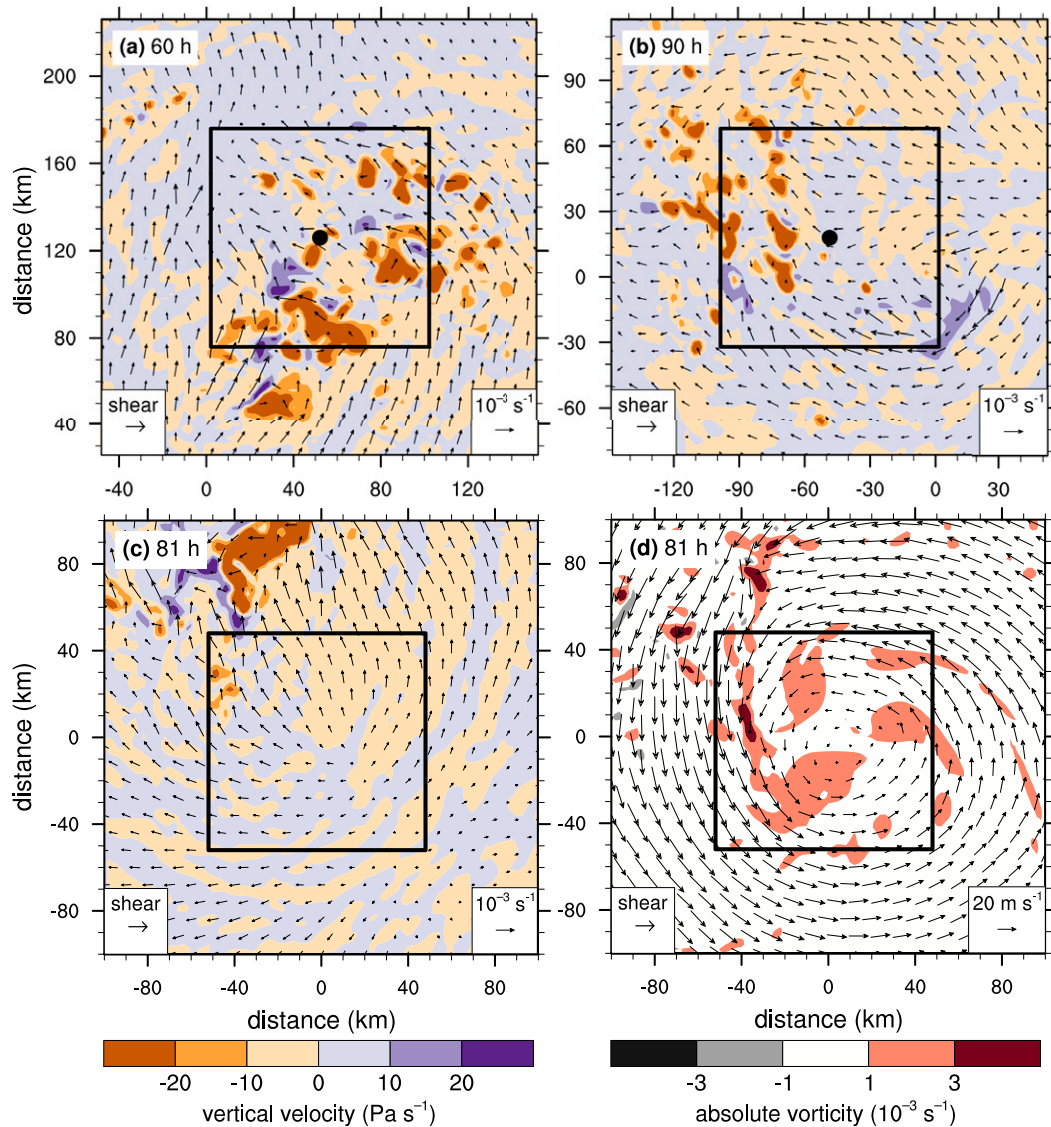 (a) 60 h
(b) 90 h
200
160
120
80
40
distance (km)
shear
10⁻³ s⁻¹
-40 0 40 80 120
90
60
30
0
-30
-60
shear
10⁻³ s⁻¹
-120 -90 -60 -30 0 30
(c) 81 h
(d) 81 h
80
40
0
-40
-80
distance (km)
shear
10⁻³ s⁻¹
-80 -40 0 40 80
distance (km)
80
40
0
-40
-80
shear
20 m s⁻¹
-80 -40 0 40 80
distance (km)
-20 -10 0 10 20
vertical velocity (Pa s⁻¹)
-3 -1 1 3
absolute vorticity (10⁻³ s⁻¹)